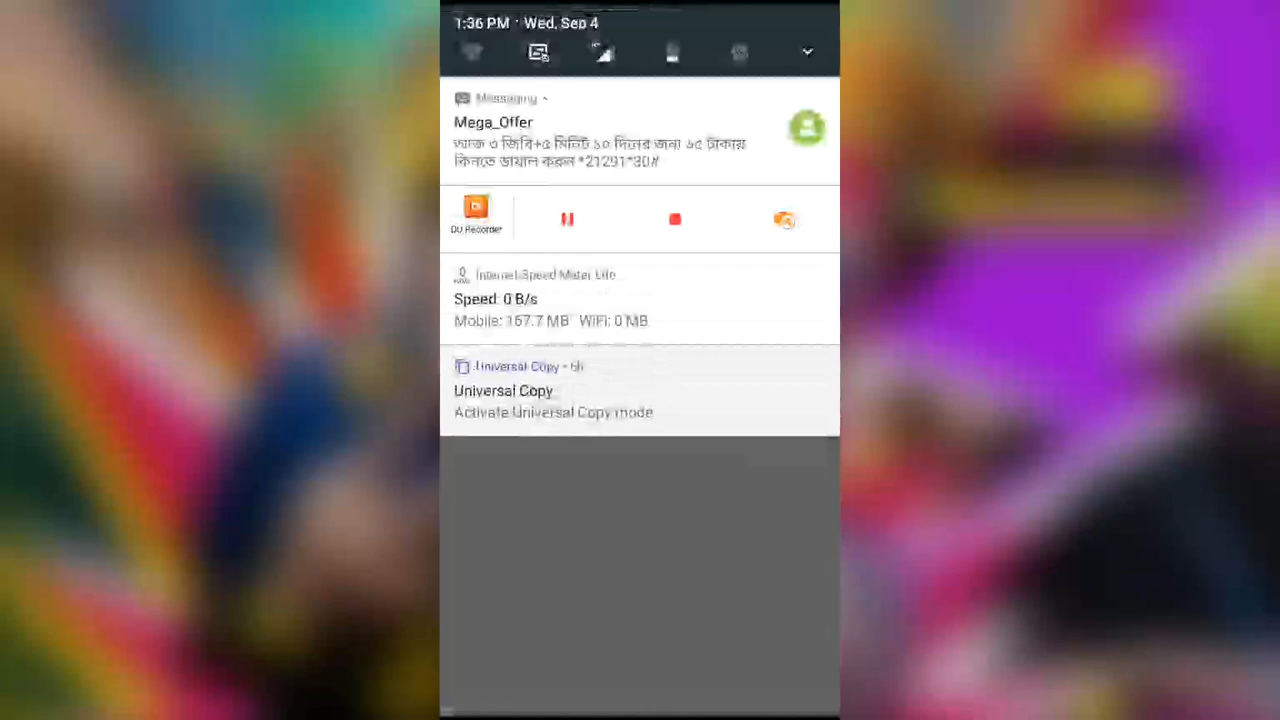 1:36 PM · Wed, Sep 4
Messaging
Mega_Offer
আজ ৩ জিবি+৫ মিনিট ১০ দিনের জন্য ৬৫ টাকায়
কিনতে ডায়াল করুন *21291*30#
DU Recorder
Internet Speed Meter Lite
Speed: 0 B/s
Mobile: 167.7 MB WiFi: 0 MB
Universal Copy • 6h
Universal Copy
Activate Universal Copy mode